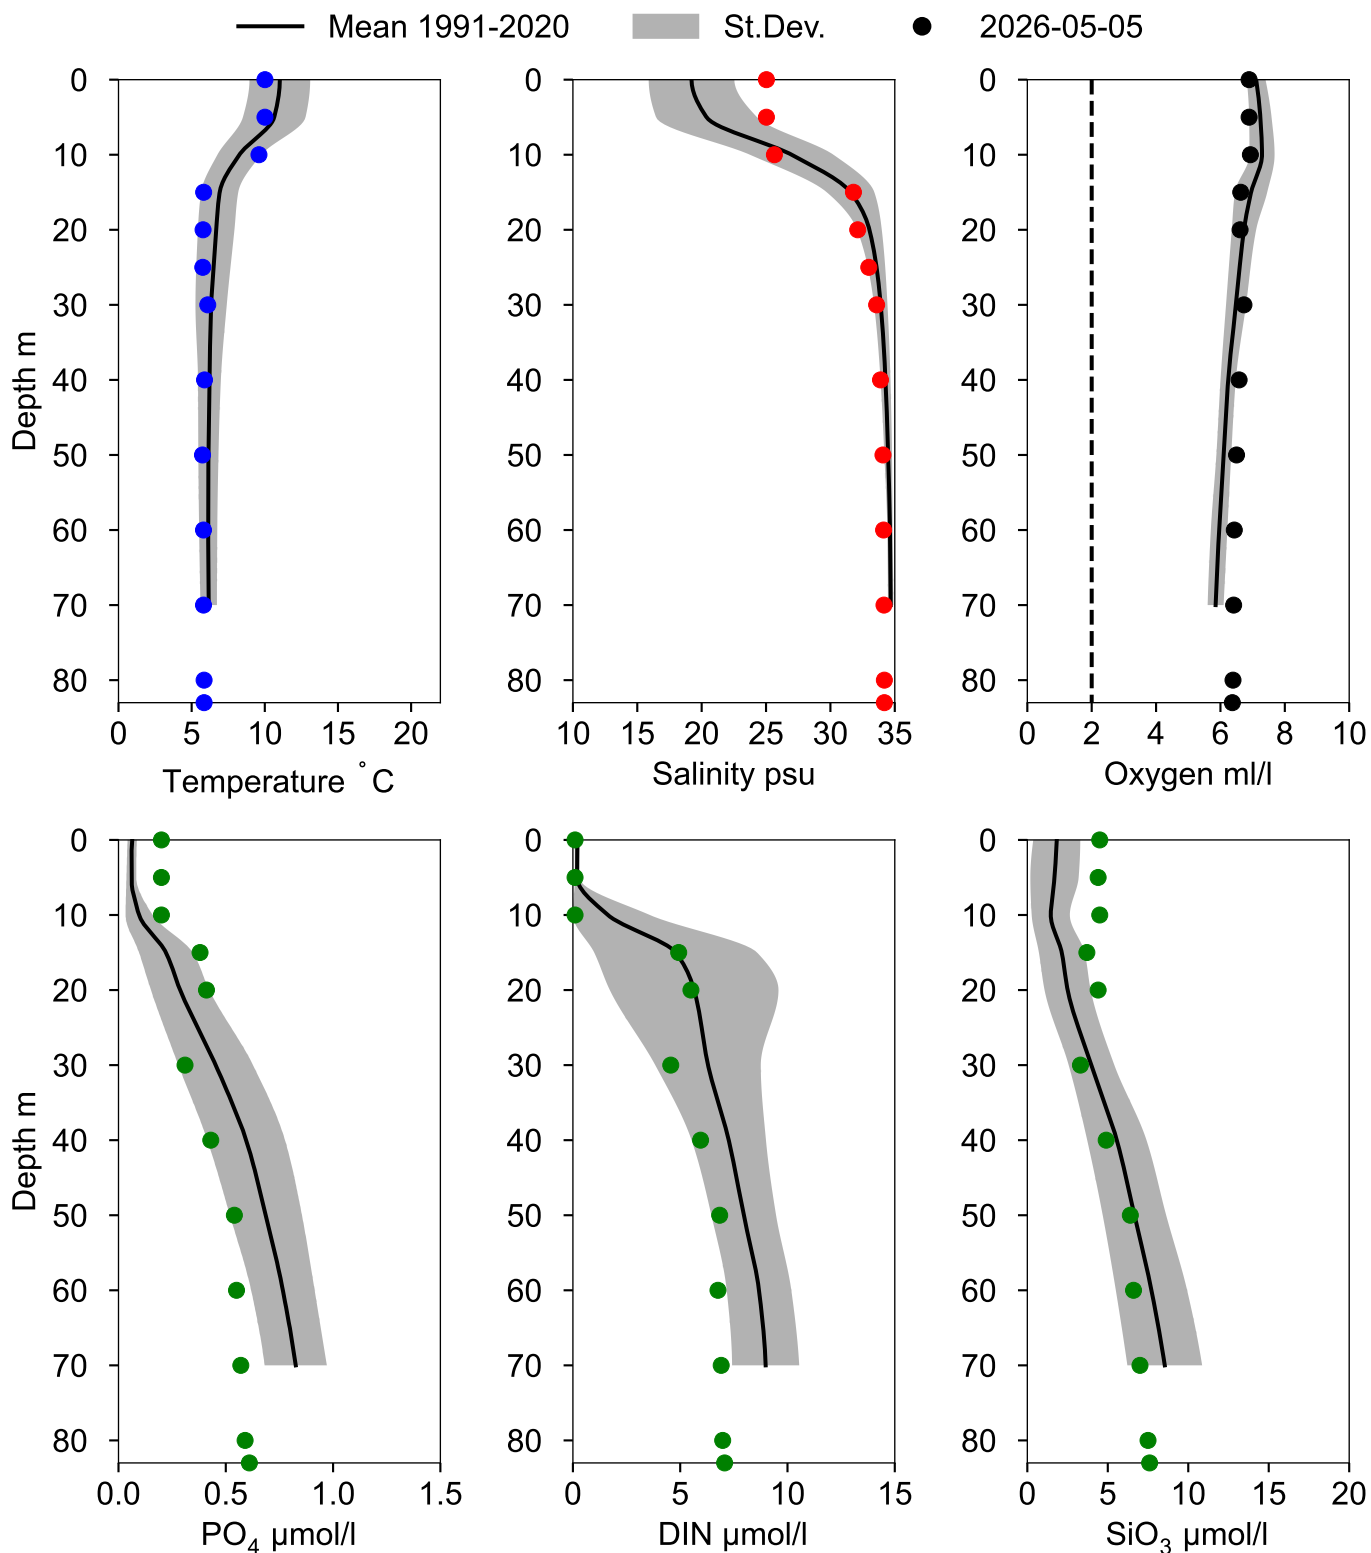 Mean 1991-2020 St.Dev. 2026-05-05
0 0 0
10 10 10
20 20 20
30 30 30
40 40 40
50 50 50
60 60 60
70 70 70
80 80 80
Depth m
0 5 10 15 20 10 15 20 25 30 35 0 2 4 6 8 10
Temperature °C Salinity psu Oxygen ml/l
0 0 0
10 10 10
20 20 20
30 30 30
40 40 40
50 50 50
60 60 60
70 70 70
80 80 80
Depth m
0.0 0.5 1.0 1.5 0 5 10 15 0 5 10 15 20
PO₄ µmol/l DIN µmol/l SiO₃ µmol/l